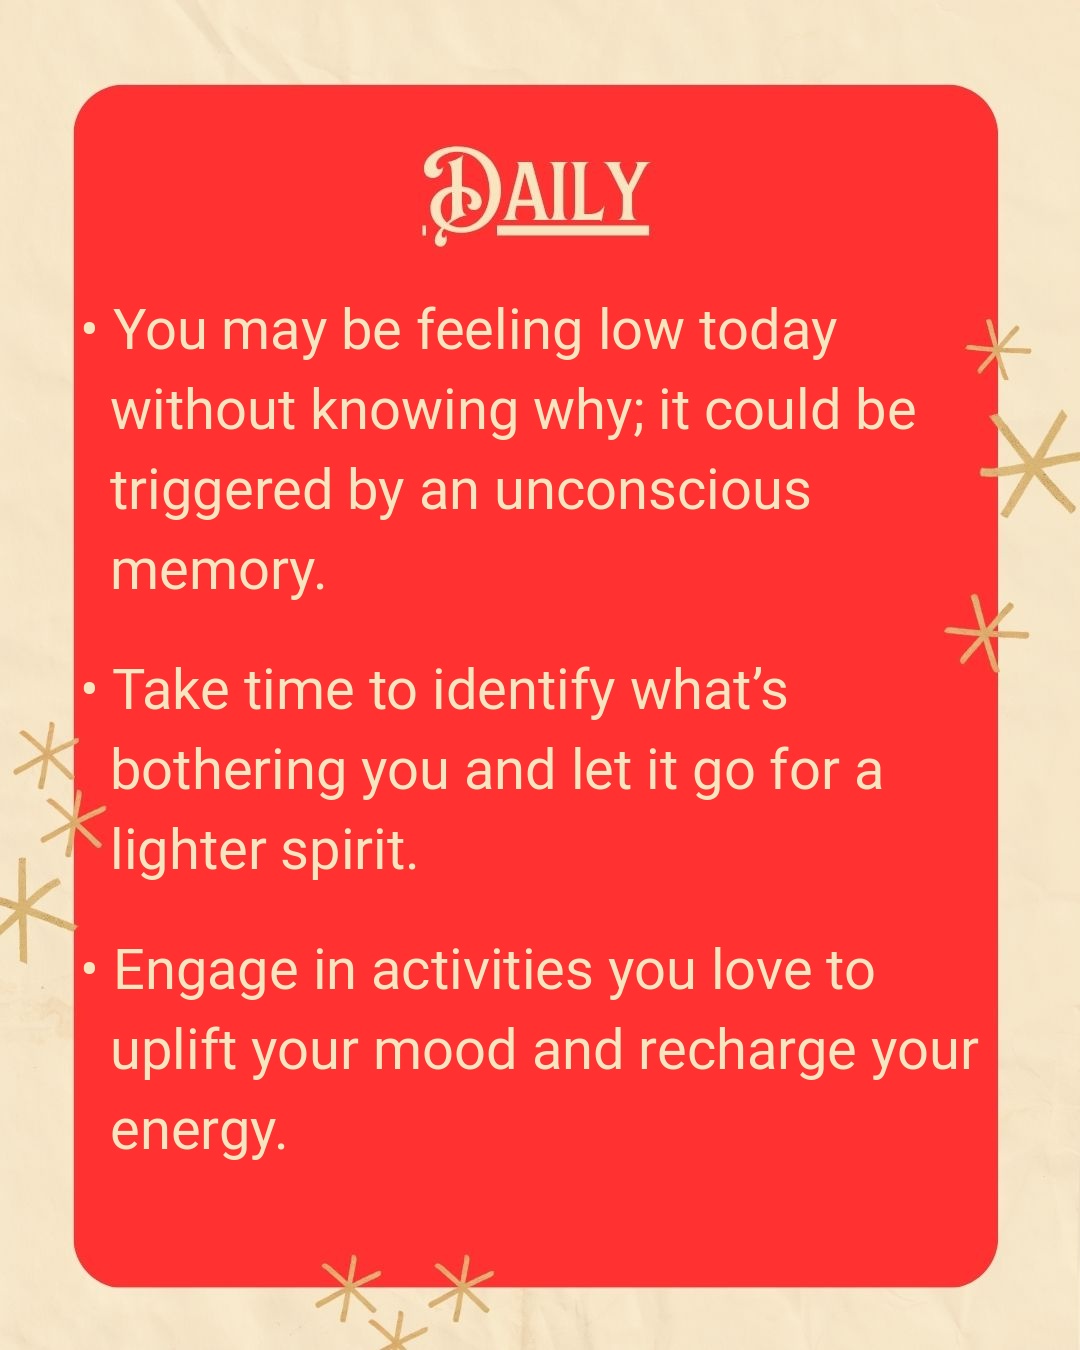 Daily
• You may be feeling low today
without knowing why; it could be
triggered by an unconscious
memory.
• Take time to identify what’s
bothering you and let it go for a
lighter spirit.
• Engage in activities you love to
uplift your mood and recharge your
energy.